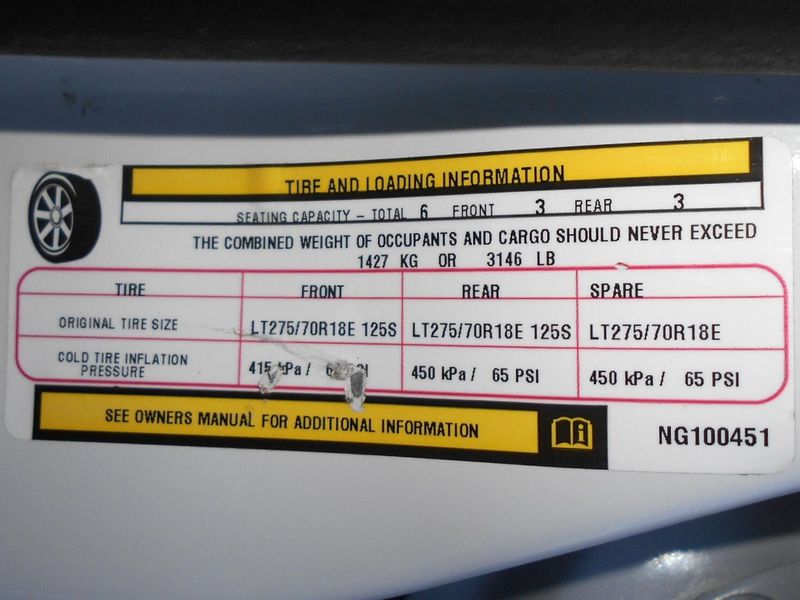 TIRE AND LOADING INFORMATION
SEATING CAPACITY – TOTAL 6 FRONT 3 REAR 3
THE COMBINED WEIGHT OF OCCUPANTS AND CARGO SHOULD NEVER EXCEED
1427 KG OR 3146 LB
TIRE FRONT REAR SPARE
ORIGINAL TIRE SIZE LT275/70R18E 125S LT275/70R18E 125S LT275/70R18E
COLD TIRE INFLATION
PRESSURE 415 kPa / 450 kPa / 65 PSI 450 kPa / 65 PSI
SEE OWNERS MANUAL FOR ADDITIONAL INFORMATION
NG100451